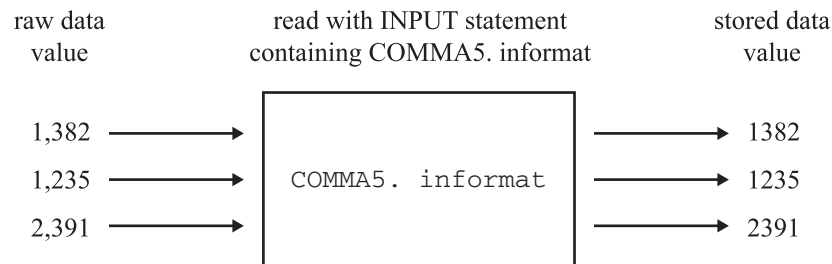 raw data value
read with INPUT statement containing COMMA5. informat
stored data value
1,382
1,235
2,391
COMMA5. informat
1382
1235
2391